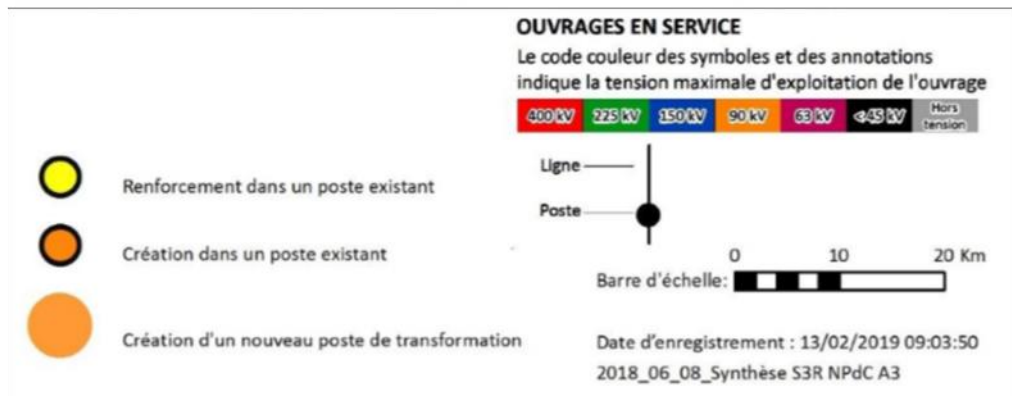 OUVRAGES EN SERVICE
Le code couleur des symboles et des annotations
indique la tension maximale d'exploitation de l'ouvrage
400 kV 225 kV 150 kV 90 kV 63 kV <45 kV Hors tension
Ligne
Poste
Renforcement dans un poste existant
Création dans un poste existant
Création d'un nouveau poste de transformation
0 10 20 Km
Barre d'échelle:
Date d’enregistrement : 13/02/2019 09:03:50
2018_06_08_Synthèse S3R NPdC A3